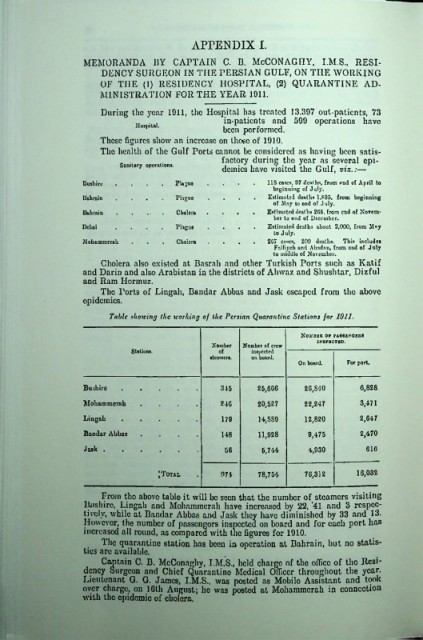 APPENDIX I.
MEMORANDA BY CAPTAIN C. B. McCONAGHY, I.M.S., RESI-
DENCY SURGEON IN THE PERSIAN GULF, ON THE WORKING
OF THE (1) RESIDENCY HOSPITAL, (2) QUARANTINE AD-
MINISTRATION FOR THE YEAR 1911.
During the year 1911, the Hospital has treated 13,397 out-patients, 73
Hospital. in-patients and 599 operations have
been performed.
These figures show an increase on those of 1910.
The health of the Gulf Ports cannot be considered as having been satis-
Sanitary operations. factory during the year as several epi-
demics have visited the Gulf, viz.:—
Bushire . . . . Plague . . . . 115 cases, 97 deaths, from end of April to
beginning of July.
Bahrain . . . . Plague . . . . Estimated deaths from beginning
of May to end of July.
Bahrain . . . . Cholera . . . . Estimated deaths 265, from end of Novem-
ber to end of December.
Debai . . . . Plague . . . . Estimated deaths about 2,000, from May
to July.
Mohammerah . . . . Cholera . . . . 267 cases, 209 deaths. This includes
Failiyeh and Abadan, from end of July
to middle of November.
Cholera also existed at Basrah and other Turkish Ports such as Katif
and Darin and also Arabistan in the districts of Ahwaz and Shushtar, Dizful
and Ram Hormuz.
The Ports of Lingah, Bandar Abbas and Jask escaped from the above
epidemics.
Table showing the working of the Persian Quarantine Stations for 1911.
Stations. Number of steamers. Number of crew inspected on board. NUMBER OF PASSENGERS INSPECTED.
On board. For port.
Bushire . . . . . 345 25,666 26,840 6,828
Mohammerah . . . . 246 20,527 22,247 3,471
Lingah . . . . . 179 14,889 12,820 2,647
Bandar Abbas . . . . 148 11,928 9,475 2,470
Jask . . . . . 56 5,744 4,930 616
TOTAL . 974 78,754 76,312 16,032
From the above table it will be seen that the number of steamers visiting
Bushire, Lingah and Mohammerah have increased by 22, 41 and 3 respec-
tively, while at Bandar Abbas and Jask they have diminished by 33 and 13.
However, the number of passengers inspected on board and for each port has
increased all round, as compared with the figures for 1910.
The quarantine station has been in operation at Bahrain, but no statis-
tics are available.
Captain C. B. McConaghy, I.M.S., held charge of the office of the Resi-
dency Surgeon and Chief Quarantine Medical Officer throughout the year.
Lieutenant G. G. James, I.M.S., was posted as Mobile Assistant and took
over charge, on 16th August; he was posted at Mohammerah in connection
with the epidemic of cholera.